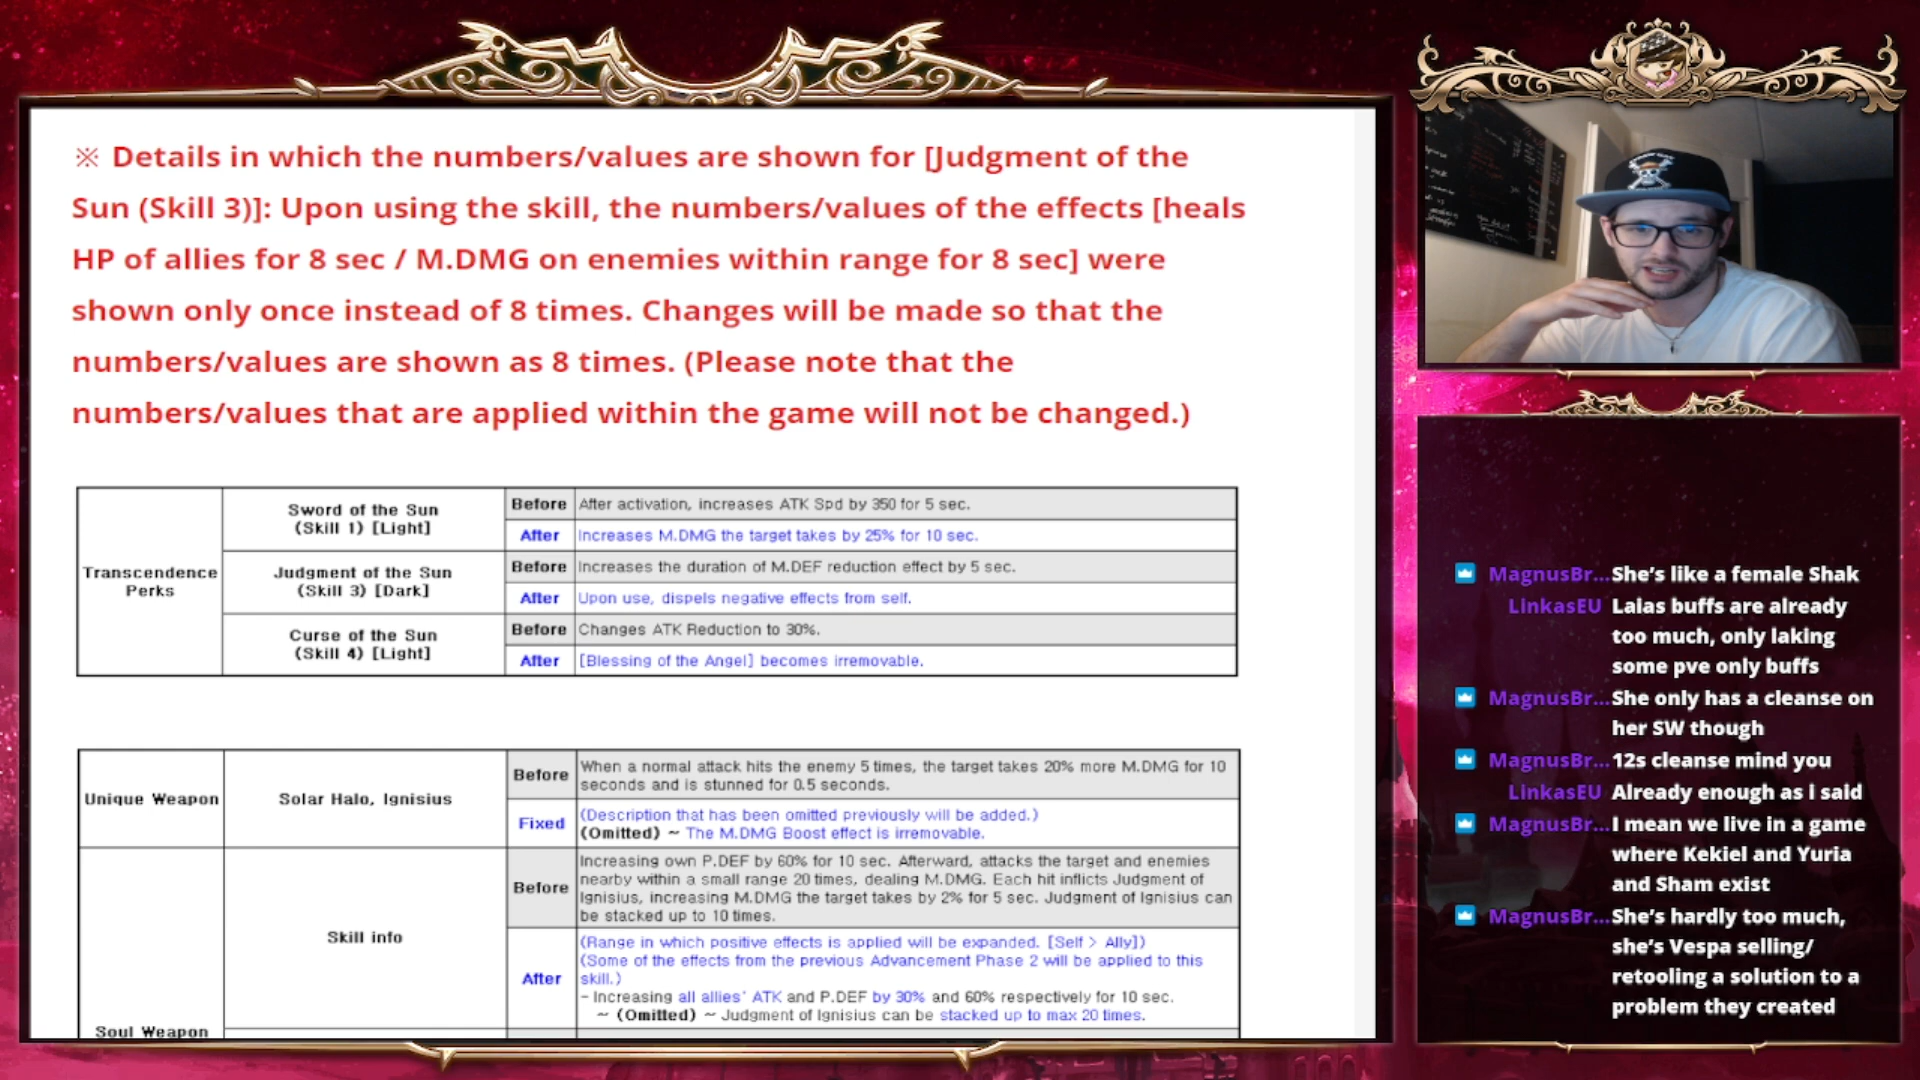 ※ Details in which the numbers/values are shown for [Judgment of the
Sun (Skill 3)]: Upon using the skill, the numbers/values of the effects [heals
HP of allies for 8 sec / M.DMG on enemies within range for 8 sec] were
shown only once instead of 8 times. Changes will be made so that the
numbers/values are shown as 8 times. (Please note that the
numbers/values that are applied within the game will not be changed.)
Transcendence
Perks
Sword of the Sun
(Skill 1) [Light]
Before
After activation, increases ATK Spd by 350 for 5 sec.
After
Increases M.DMG the target takes by 25% for 10 sec.
Judgment of the Sun
(Skill 3) [Dark]
Before
Increases the duration of M.DEF reduction effect by 5 sec.
After
Upon use, dispels negative effects from self.
Curse of the Sun
(Skill 4) [Light]
Before
Changes ATK Reduction to 30%.
After
[Blessing of the Angel] becomes irremovable.
Unique Weapon
Solar Halo, Ignisius
Before
When a normal attack hits the enemy 5 times, the target takes 20% more M.DMG for 10
seconds and is stunned for 0.5 seconds.
Fixed
(Description that has been omitted previously will be added.)
(Omitted) ~ The M.DMG Boost effect is irremovable.
Soul Weapon
Skill info
Before
Increasing own P.DEF by 60% for 10 sec. Afterward, attacks the target and enemies
nearby within a small range 20 times, dealing M.DMG. Each hit inflicts Judgment of
Ignisius, increasing M.DMG the target takes by 2% for 5 sec. Judgment of Ignisius can
be stacked up to 10 times.
After
(Range in which positive effects is applied will be expanded. [Self > Ally])
(Some of the effects from the previous Advancement Phase 2 will be applied to this
skill.)
- Increasing all allies' ATK and P.DEF by 30% and 60% respectively for 10 sec.
~ (Omitted) ~ Judgment of Ignisius can be stacked up to max 20 times.
MagnusBr... She's like a female Shak
LinkasEU Laias buffs are already
too much, only laking
some pve only buffs
MagnusBr... She only has a cleanse on
her SW though
MagnusBr... 12s cleanse mind you
LinkasEU Already enough as i said
MagnusBr... I mean we live in a game
where Kekiel and Yuria
and Sham exist
MagnusBr... She's hardly too much,
she's Vespa selling/
retooling a solution to a
problem they created